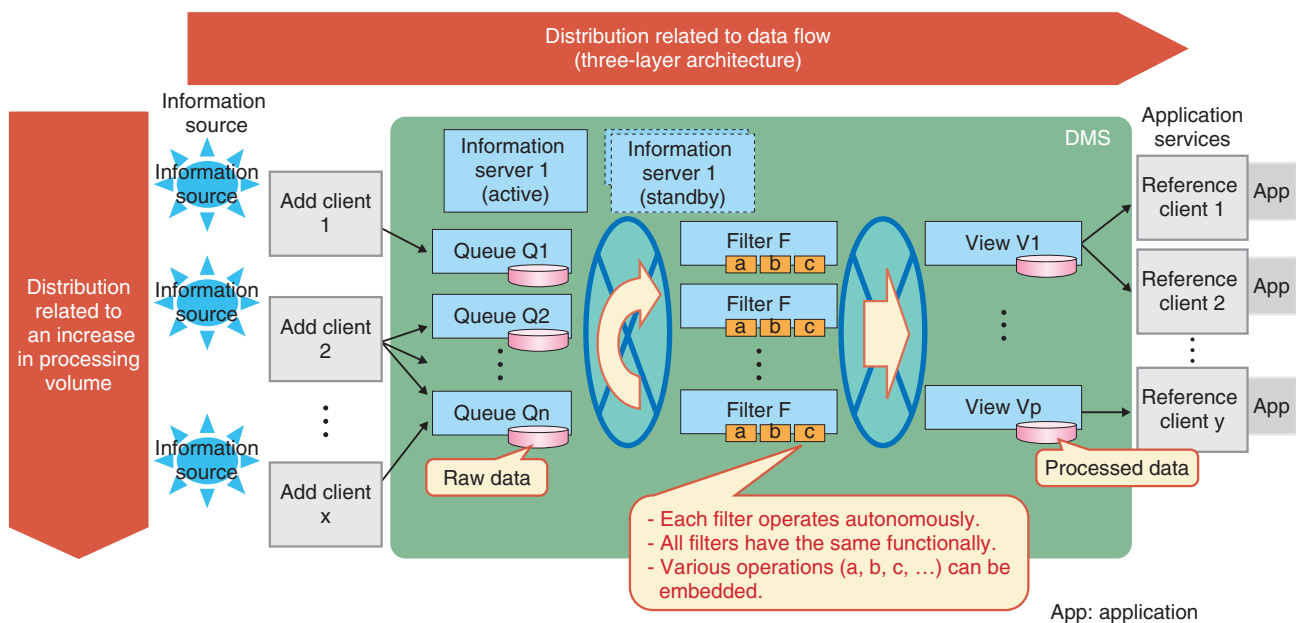 Distribution related to data flow
(three-layer architecture)
Distribution
related to
an increase
in processing
volume
Information
source
Information
source
Information
source
Information
source
Add client
1
Add client
2
Add client
x
DMS
Information
server 1
(active)
Information
server 1
(standby)
Queue Q1
Queue Q2
Queue Qn
Raw data
Filter F
a b c
Filter F
a b c
Filter F
a b c
- Each filter operates autonomously.
- All filters have the same functionally.
- Various operations (a, b, c, …) can be
embedded.
View V1
View Vp
Processed data
Application
services
Reference
client 1
App
Reference
client 2
App
Reference
client y
App
App: application